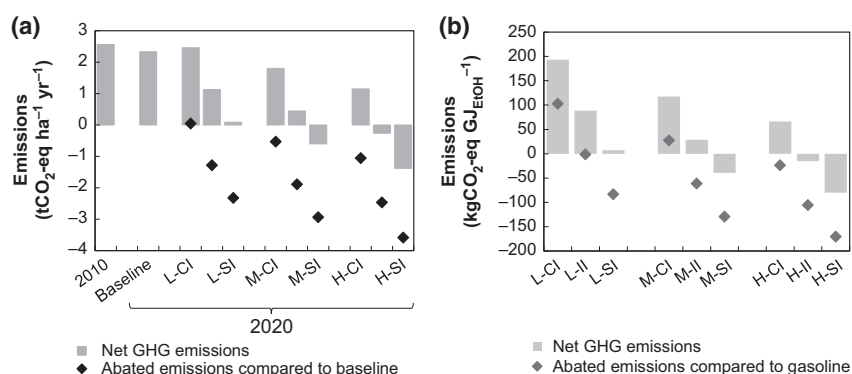 (a)
Emissions
(tCO₂-eq ha⁻¹ yr⁻¹)
3
2
1
0
−1
−2
−3
−4
2010
Baseline
L-CI
L-SI
M-CI
M-SI
H-CI
H-SI
2020
Net GHG emissions
Abated emissions compared to baseline
(b)
Emissions
(kgCO₂-eq GJ_EtOH⁻¹)
250
200
150
100
50
0
−50
−100
−150
−200
L-CI
L-II
L-SI
M-CI
M-II
M-SI
H-CI
H-II
H-SI
Net GHG emissions
Abated emissions compared to gasoline